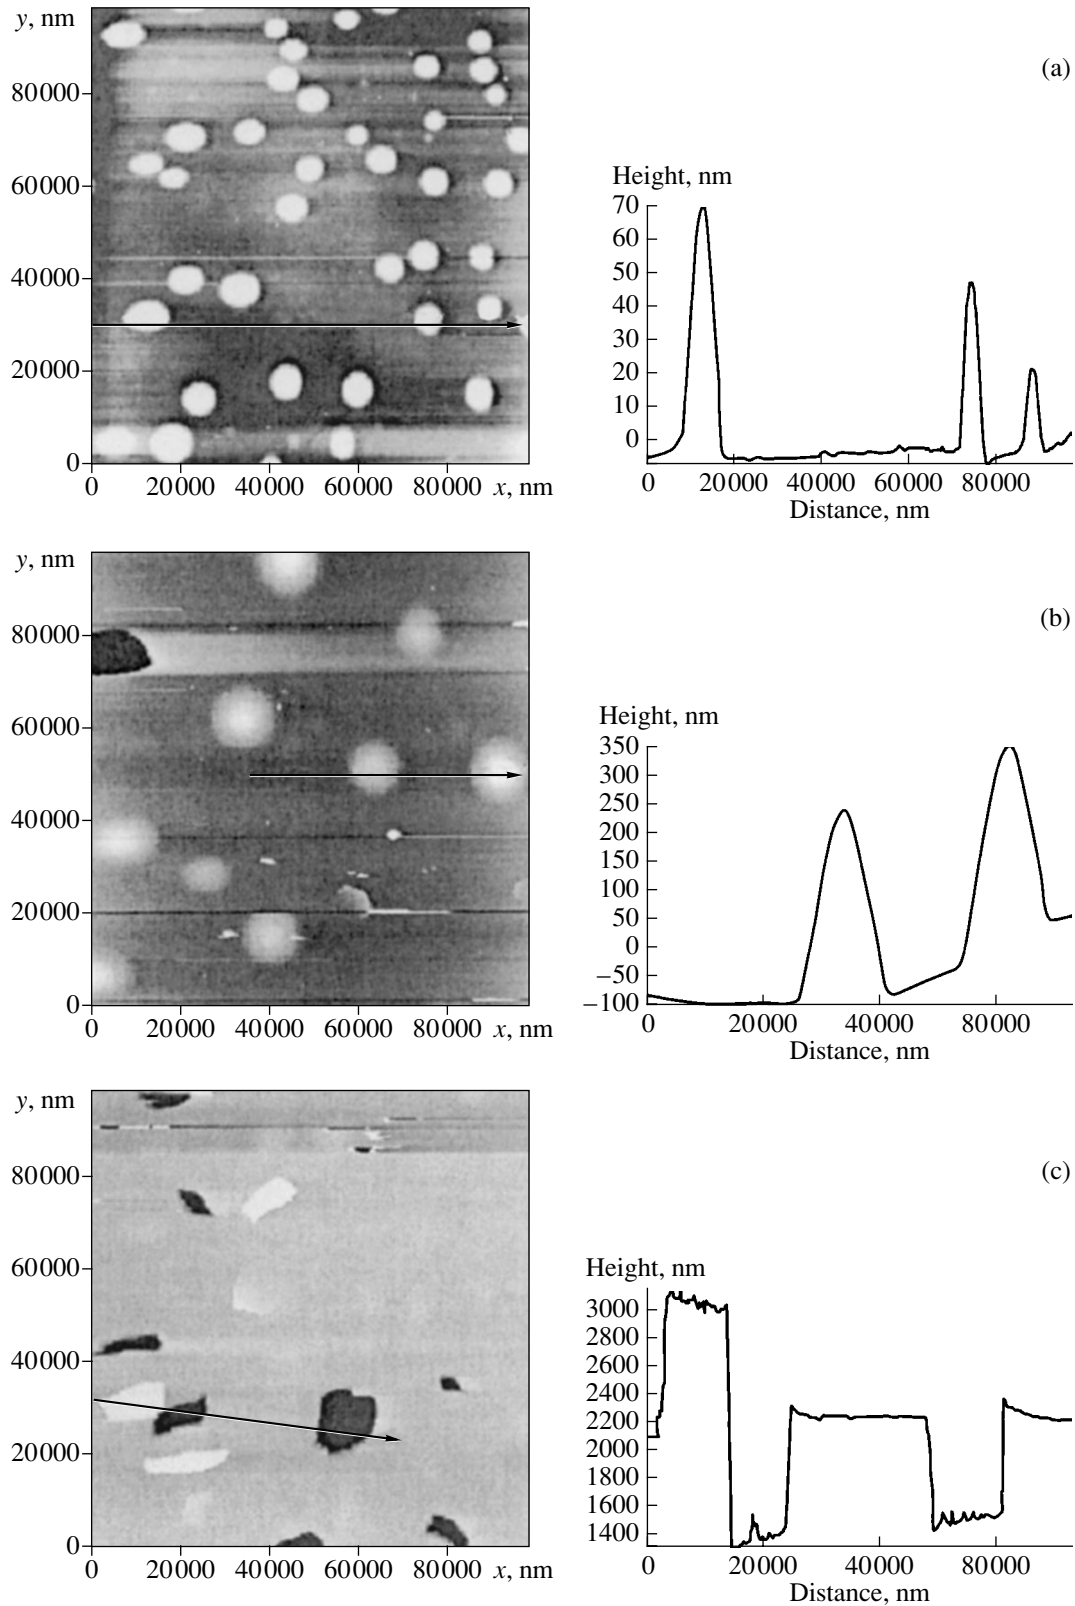 y, nm
80000
60000
40000
20000
0
0 20000 40000 60000 80000 x, nm
(a)
Height, nm
70
60
50
40
30
20
10
0
0 20000 40000 60000 80000
Distance, nm
y, nm
80000
60000
40000
20000
0
0 20000 40000 60000 80000 x, nm
(b)
Height, nm
350
300
250
200
150
100
50
0
−50
−100
0 20000 40000 80000
Distance, nm
y, nm
80000
60000
40000
20000
0
0 20000 40000 60000 80000 x, nm
(c)
Height, nm
3000
2800
2600
2400
2200
2000
1800
1600
1400
0 20000 40000 80000
Distance, nm